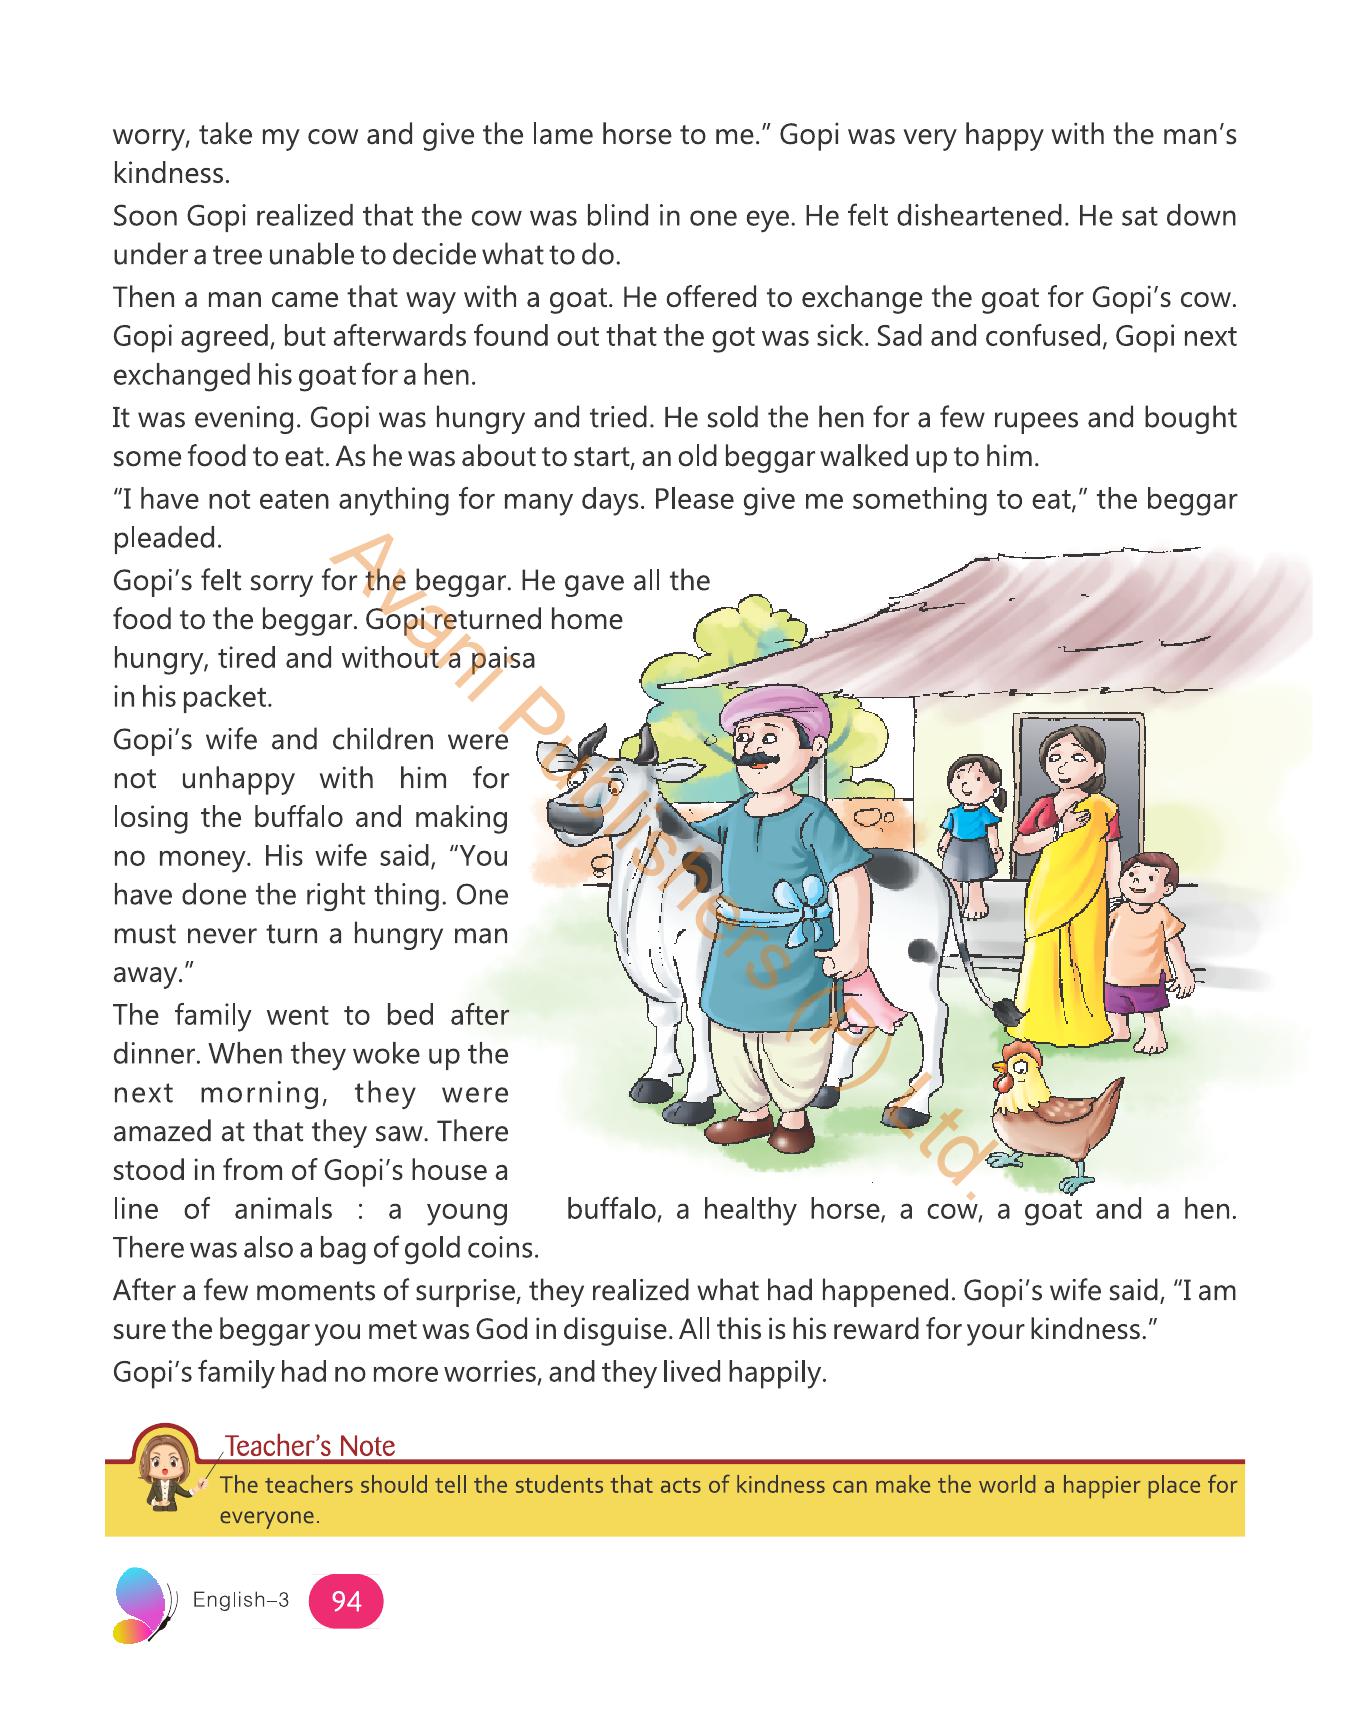 worry, take my cow and give the lame horse to me.” Gopi was very happy with the man’s
kindness.
Soon Gopi realized that the cow was blind in one eye. He felt disheartened. He sat down
under a tree unable to decide what to do.
Then a man came that way with a goat. He offered to exchange the goat for Gopi’s cow.
Gopi agreed, but afterwards found out that the got was sick. Sad and confused, Gopi next
exchanged his goat for a hen.
It was evening. Gopi was hungry and tried. He sold the hen for a few rupees and bought
some food to eat. As he was about to start, an old beggar walked up to him.
“I have not eaten anything for many days. Please give me something to eat,” the beggar
pleaded.
Gopi’s felt sorry for the beggar. He gave all the
food to the beggar. Gopi returned home
hungry, tired and without a paisa
in his packet.
Gopi’s wife and children were
not unhappy with him for
losing the buffalo and making
no money. His wife said, “You
have done the right thing. One
must never turn a hungry man
away.”
The family went to bed after
dinner. When they woke up the
next morning, they were
amazed at that they saw. There
stood in from of Gopi’s house a
line of animals : a young buffalo, a healthy horse, a cow, a goat and a hen.
There was also a bag of gold coins.
After a few moments of surprise, they realized what had happened. Gopi’s wife said, “I am
sure the beggar you met was God in disguise. All this is his reward for your kindness.”
Gopi’s family had no more worries, and they lived happily.
Teacher’s Note
The teachers should tell the students that acts of kindness can make the world a happier place for
everyone.
English–3 94
Avani Publishers (P) Ltd.